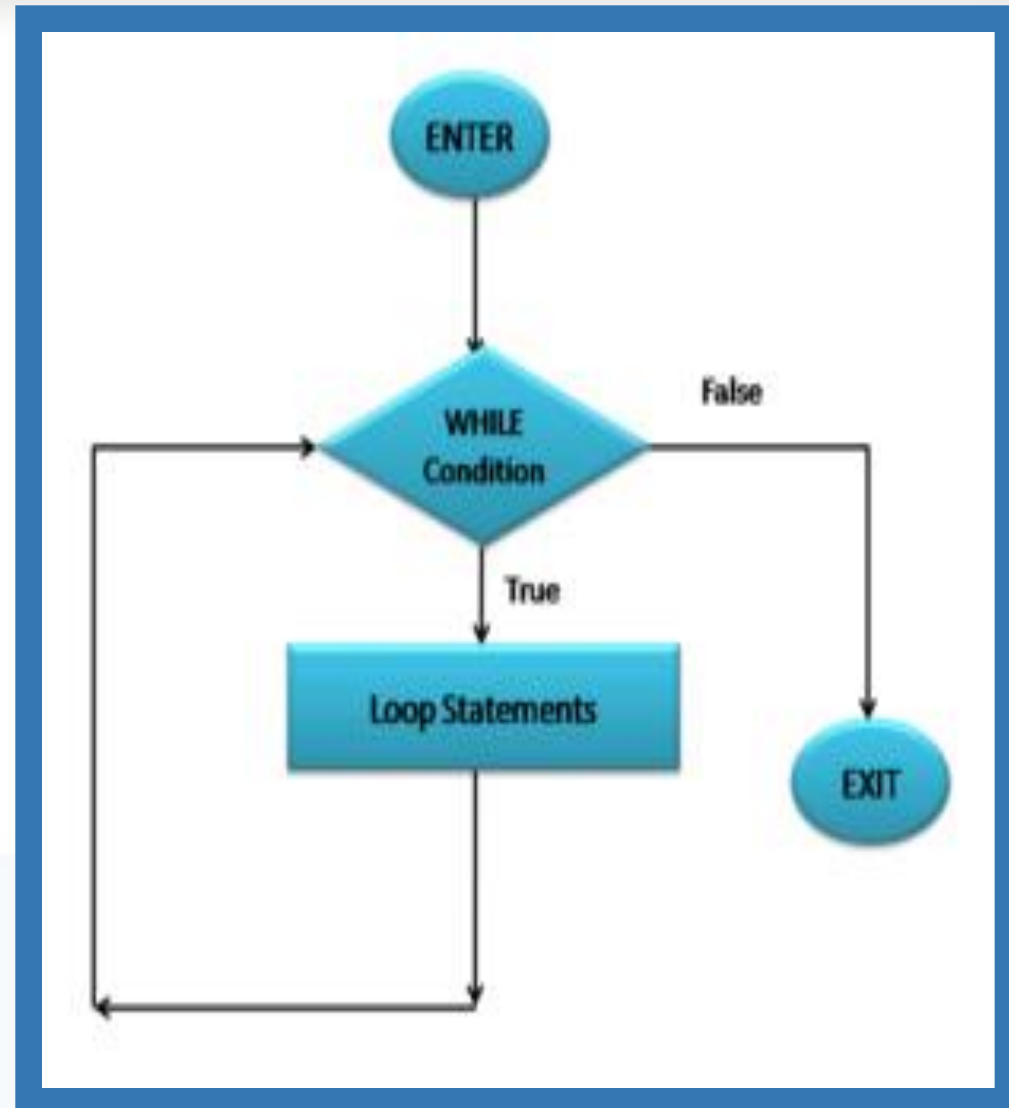 ENTER
WHILE
Condition
False
True
Loop Statements
EXIT